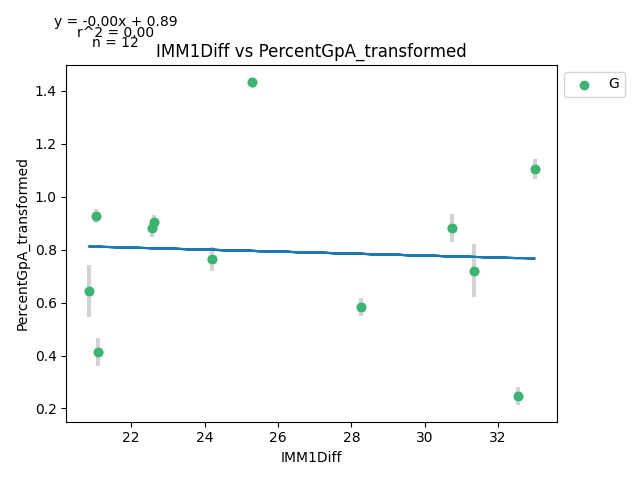 y = -0.00x + 0.89
r^2 = 0.00
n = 12
IMM1Diff vs PercentGpA_transformed
G
1.4
1.2
1.0
0.8
0.6
0.4
0.2
PercentGpA_transformed
22 24 26 28 30 32
IMM1Diff